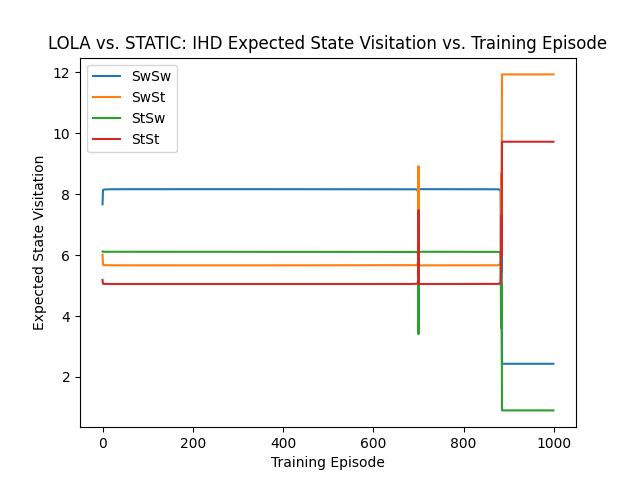 LOLA vs. STATIC: IHD Expected State Visitation vs. Training Episode
SwSw
SwSt
StSw
StSt
12
10
8
6
4
2
Expected State Visitation
0
200
400
600
800
1000
Training Episode